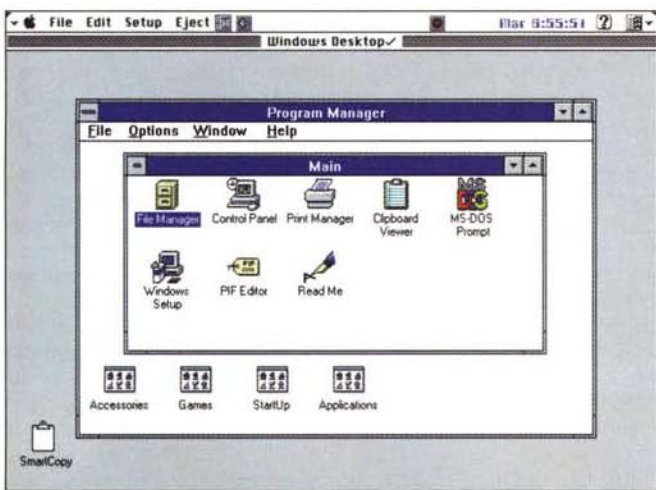 File Edit Setup Eject Mar 6:55:51
Windows Desktop✓
Program Manager
File Options Window Help
Main
File Manager Control Panel Print Manager Clipboard Viewer MS-DOS Prompt
Windows Setup PIF Editor Read Me
Accessories Games StartUp Applications
SmartCopy